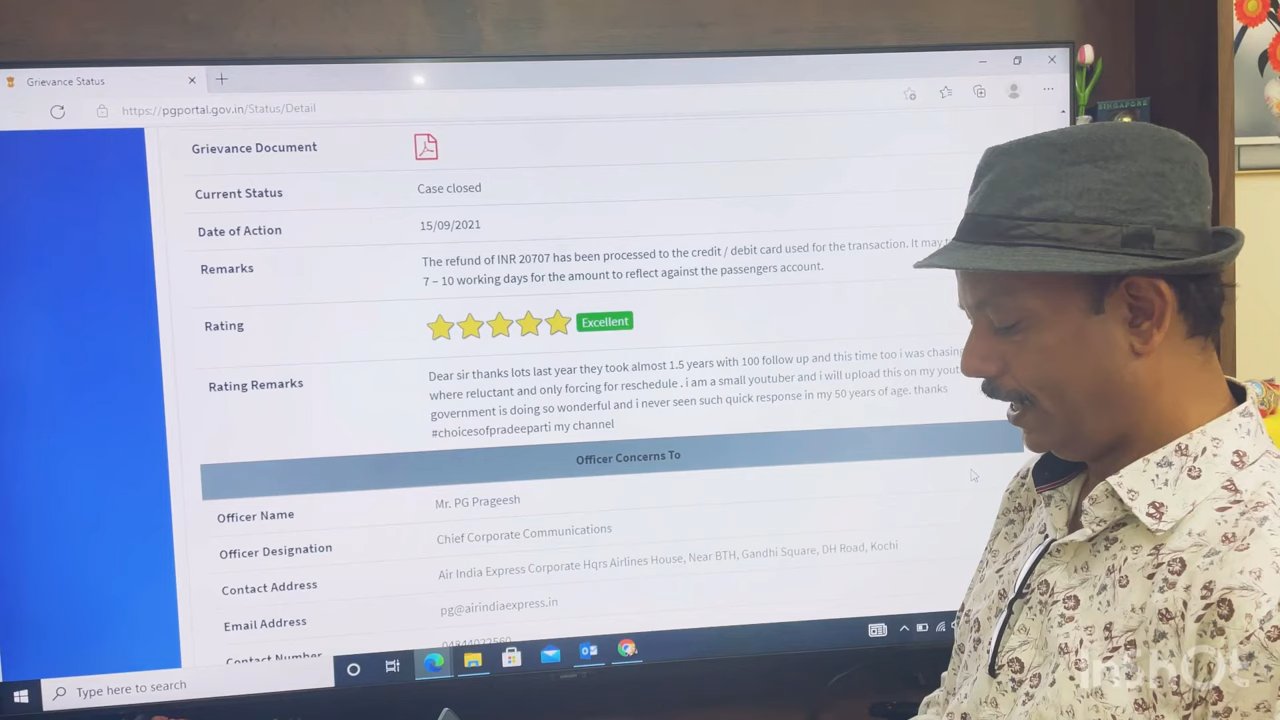 Grievance Status
https://pgportal.gov.in/Status/Detail
SINGAPORE
Grievance Document
Current Status Case closed
Date of Action 15/09/2021
Remarks The refund of INR 20707 has been processed to the credit / debit card used for the transaction. It may
7 – 10 working days for the amount to reflect against the passengers account.
Rating Excellent
Rating Remarks Dear sir thanks lots last year they took almost 1.5 years with 100 follow up and this time too i was chasing
where reluctant and only forcing for reschedule . i am a small youtuber and i will upload this on my
government is doing so wonderful and i never seen such quick response in my 50 years of age. thanks
#choicesofpradeeparti my channel
Officer Concerns To
Officer Name Mr. PG Prageesh
Officer Designation Chief Corporate Communications
Contact Address Air India Express Corporate Hqrs Airlines House, Near BTH, Gandhi Square, DH Road, Kochi
Email Address pg@airindiaexpress.in
Contact Number
Type here to search
InShOt